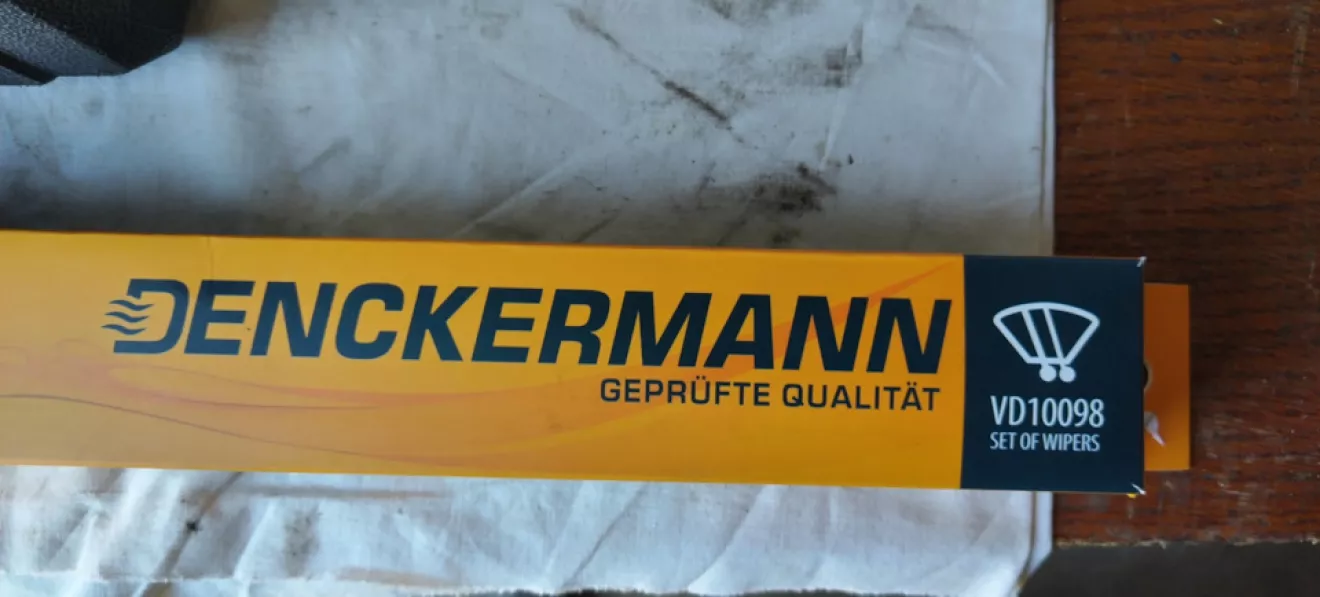 DENCKERMANN
GEPRÜFTE QUALITÄT
VD10098
SET OF WIPERS